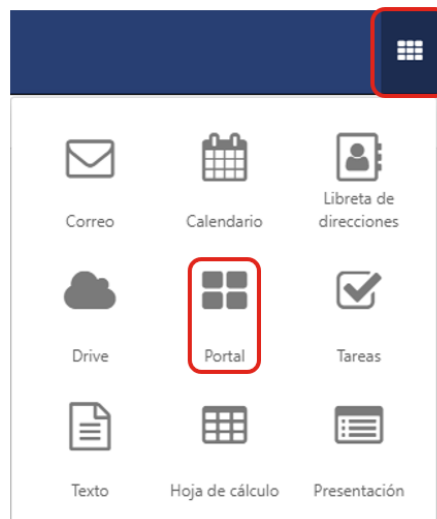 Correo
Calendario
Libreta de
direcciones
Drive
Portal
Tareas
Texto
Hoja de cálculo
Presentación